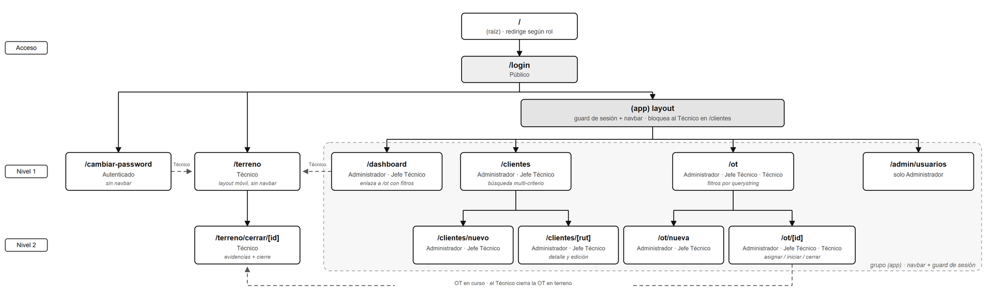 /
(raíz) · redirige según rol
Acceso
/login
Público
(app) layout
guard de sesión + navbar · bloquea al Técnico en /clientes
Nivel 1
/cambiar-password
Autenticado
sin navbar
Técnico
/terreno
Técnico
layout móvil, sin navbar
Técnico
/dashboard
Administrador · Jefe Técnico
enlaza a /ot con filtros
/clientes
Administrador · Jefe Técnico
búsqueda multi-criterio
/ot
Administrador · Jefe Técnico · Técnico
filtros por querystring
/admin/usuarios
solo Administrador
Nivel 2
/terreno/cerrar/[id]
Técnico
evidencias + cierre
/clientes/nuevo
Administrador · Jefe Técnico
/clientes/[rut]
Administrador · Jefe Técnico
detalle y edición
/ot/nueva
Administrador · Jefe Técnico
/ot/[id]
Administrador · Jefe Técnico · Técnico
asignar / iniciar / cerrar
grupo (app) · navbar + guard de sesión
OT en curso · el Técnico cierra la OT en terreno